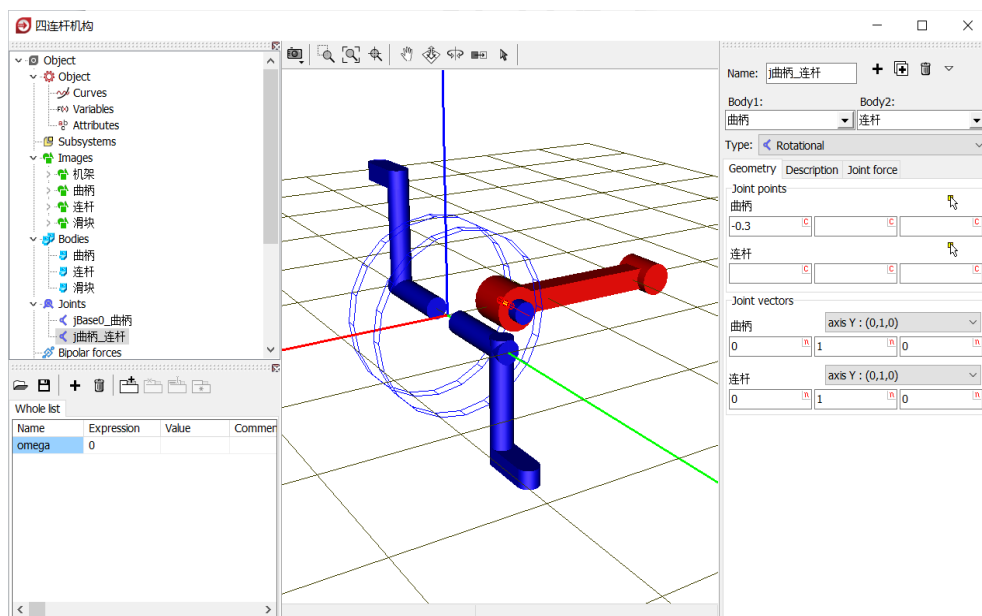 四连杆机构
Object
Object
Curves
F(x) Variables
Attributes
Subsystems
Images
机架
曲柄
连杆
滑块
Bodies
曲柄
连杆
滑块
Joints
jBase0_曲柄
j曲柄_连杆
Bipolar forces
Whole list
Name Expression Value Commen
omega 0
Name: j曲柄_连杆
Body1: Body2:
曲柄 连杆
Type: Rotational
Geometry Description Joint force
Joint points
曲柄
-0.3 C C C
连杆
C C C
Joint vectors
曲柄 axis Y : (0,1,0)
0 n 1 n 0 n
连杆 axis Y : (0,1,0)
0 n 1 n 0 n